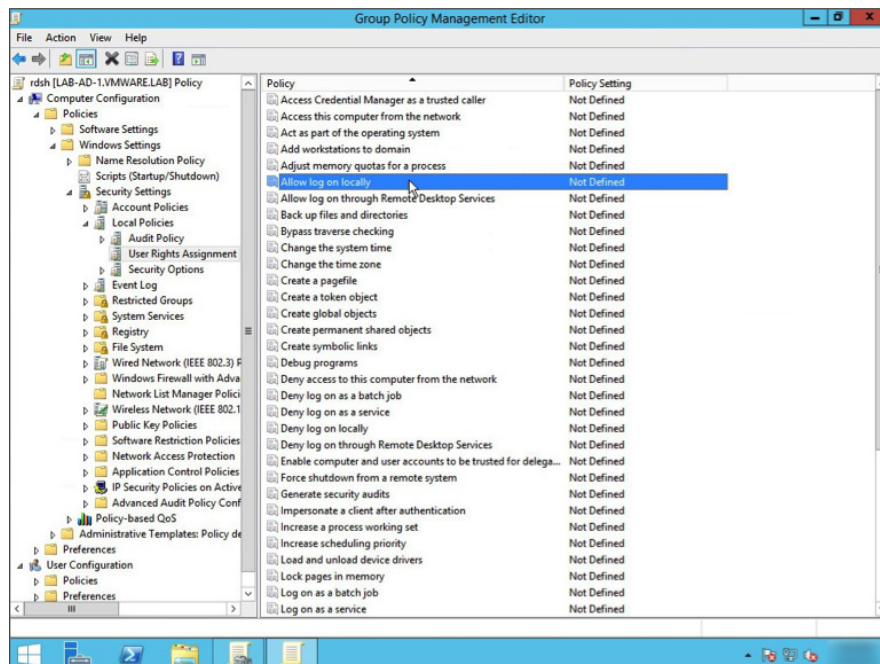 Group Policy Management Editor
File Action View Help
rdsh [LAB-AD-1.VMWARE.LAB] Policy
Computer Configuration
Policies
Software Settings
Windows Settings
Name Resolution Policy
Scripts (Startup/Shutdown)
Security Settings
Account Policies
Local Policies
Audit Policy
User Rights Assignment
Security Options
Event Log
Restricted Groups
System Services
Registry
File System
Wired Network (IEEE 802.3) P
Windows Firewall with Adva
Network List Manager Polici
Wireless Network (IEEE 802.1
Public Key Policies
Software Restriction Policies
Network Access Protection
Application Control Policies
IP Security Policies on Active
Advanced Audit Policy Conf
Policy-based QoS
Administrative Templates: Policy de
Preferences
User Configuration
Policies
Preferences
Policy Policy Setting
Access Credential Manager as a trusted caller Not Defined
Access this computer from the network Not Defined
Act as part of the operating system Not Defined
Add workstations to domain Not Defined
Adjust memory quotas for a process Not Defined
Allow log on locally Not Defined
Allow log on through Remote Desktop Services Not Defined
Back up files and directories Not Defined
Bypass traverse checking Not Defined
Change the system time Not Defined
Change the time zone Not Defined
Create a pagefile Not Defined
Create a token object Not Defined
Create global objects Not Defined
Create permanent shared objects Not Defined
Create symbolic links Not Defined
Debug programs Not Defined
Deny access to this computer from the network Not Defined
Deny log on as a batch job Not Defined
Deny log on as a service Not Defined
Deny log on locally Not Defined
Deny log on through Remote Desktop Services Not Defined
Enable computer and user accounts to be trusted for delega... Not Defined
Force shutdown from a remote system Not Defined
Generate security audits Not Defined
Impersonate a client after authentication Not Defined
Increase a process working set Not Defined
Increase scheduling priority Not Defined
Load and unload device drivers Not Defined
Lock pages in memory Not Defined
Log on as a batch job Not Defined
Log on as a service Not Defined